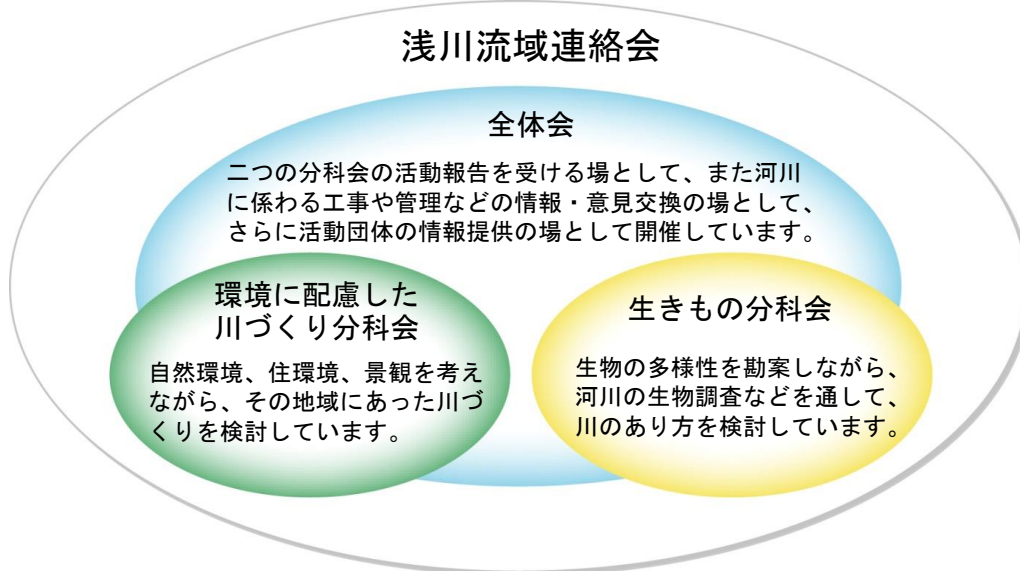 浅川流域連絡会
全体会
二つの分科会の活動報告を受ける場として、また河川
に係わる工事や管理などの情報・意見交換の場として、
さらに活動団体の情報提供の場として開催しています。
環境に配慮した
川づくり分科会
自然環境、住環境、景観を考え
ながら、その地域にあった川づ
くりを検討しています。
生きもの分科会
生物の多様性を勘案しながら、
河川の生物調査などを通して、
川のあり方を検討しています。